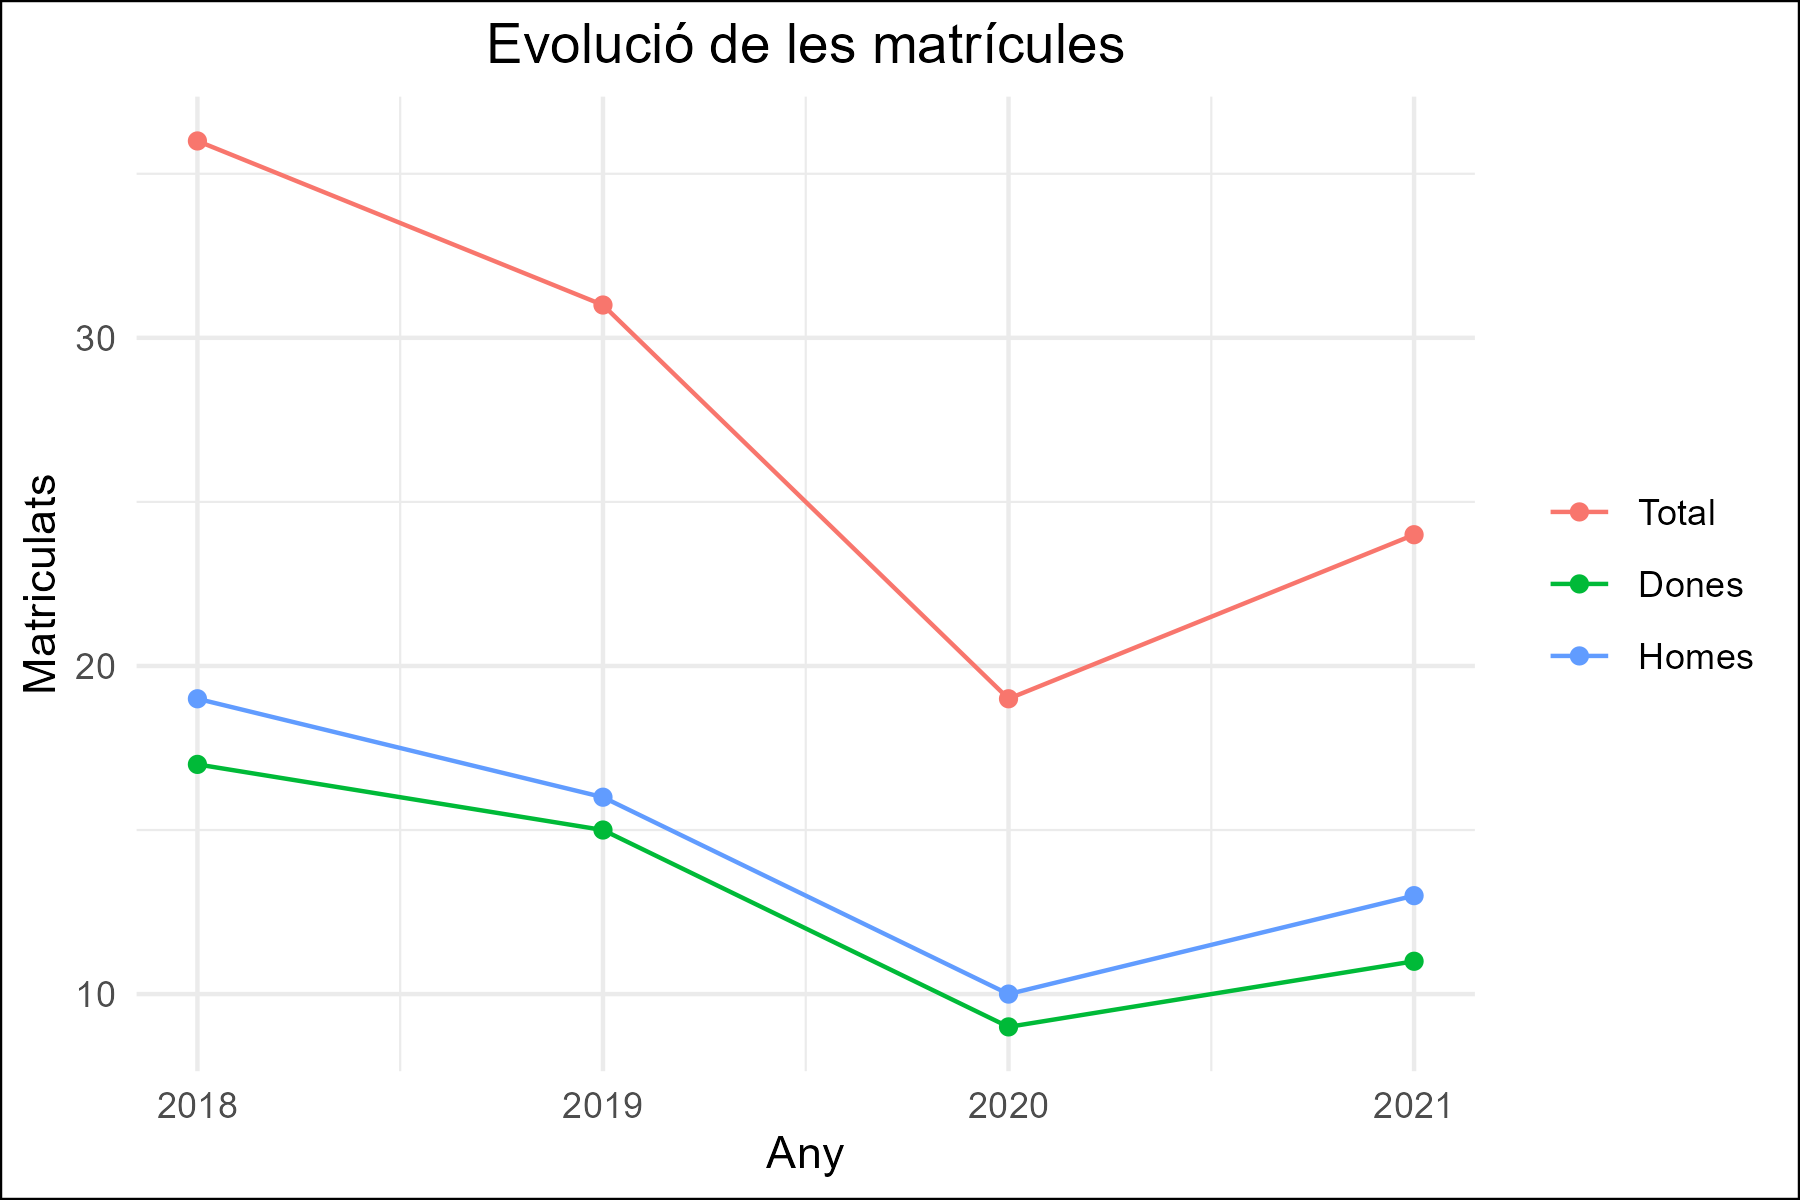 Evolució de les matrícules
Matriculats
30
20
10
2018
2019
2020
2021
Any
Total
Dones
Homes